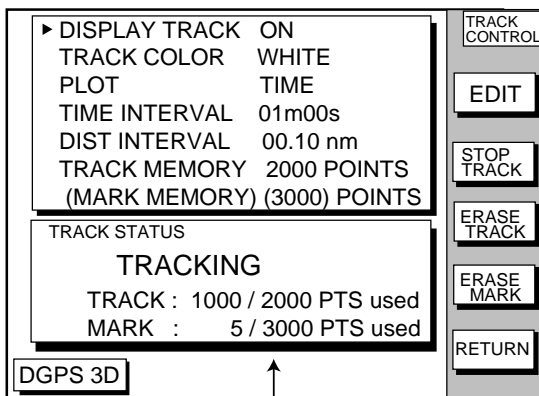 ▶ DISPLAY TRACK ON
TRACK COLOR WHITE
PLOT TIME
TIME INTERVAL 01m00s
DIST INTERVAL 00.10 nm
TRACK MEMORY 2000 POINTS
(MARK MEMORY) (3000) POINTS
TRACK STATUS
TRACKING
TRACK : 1000 / 2000 PTS used
MARK : 5 / 3000 PTS used
DGPS 3D
TRACK
CONTROL
EDIT
STOP
TRACK
ERASE
TRACK
ERASE
MARK
RETURN